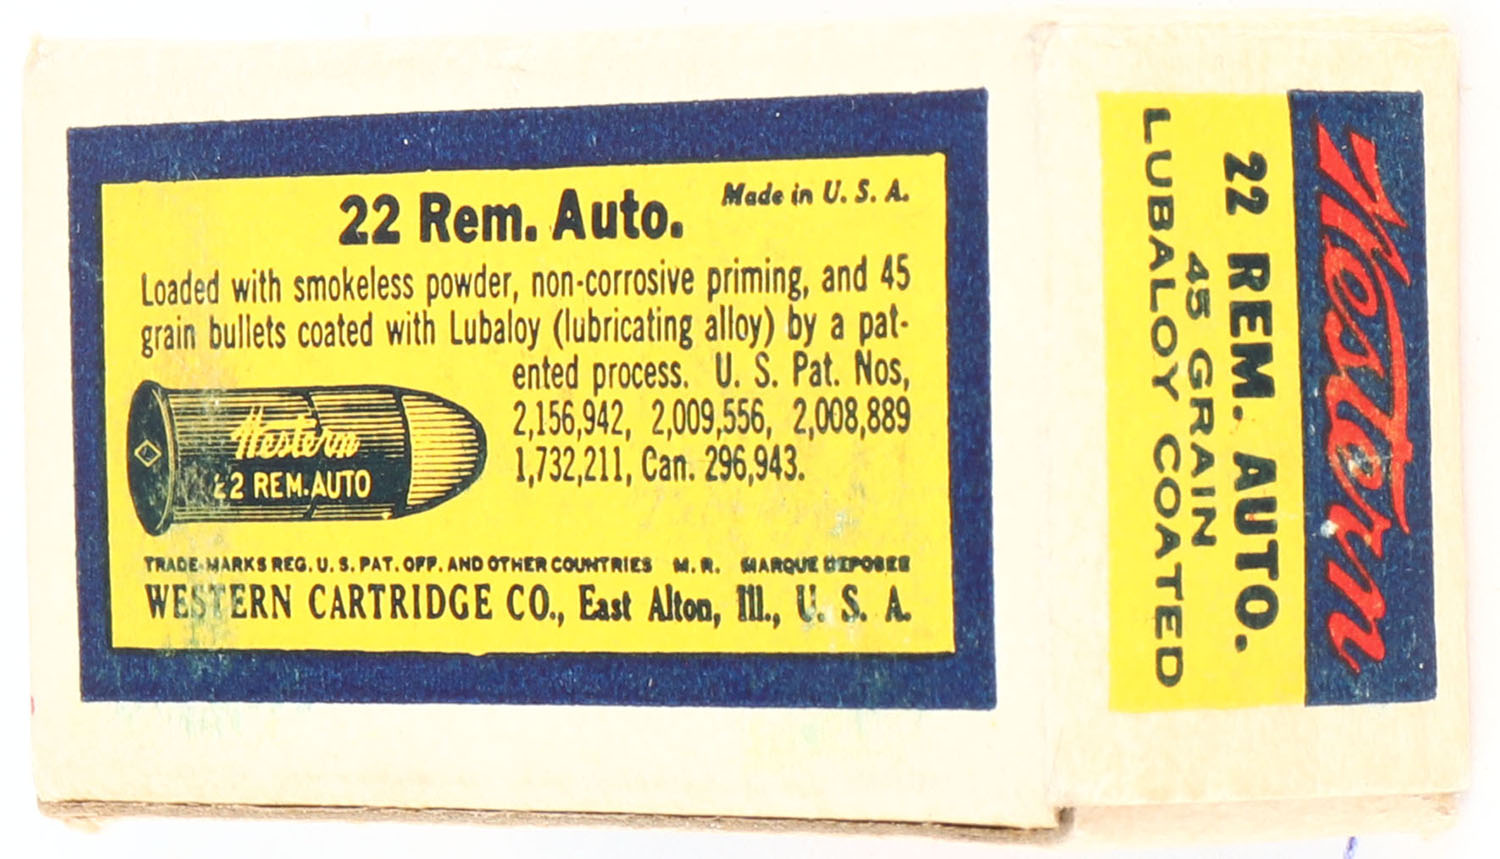 22 Rem. Auto.
Made in U. S. A.
Loaded with smokeless powder, non-corrosive priming, and 45
grain bullets coated with Lubaloy (lubricating alloy) by a pat-
ented process. U. S. Pat. Nos,
2,156,942, 2,009,556, 2,008,889
1,732,211, Can. 296,943.
Western
22 REM.AUTO
TRADE-MARKS REG. U. S. PAT. OFF. AND OTHER COUNTRIES M. R. MARQUE DEPOSEE
WESTERN CARTRIDGE CO., East Alton, Ill., U. S. A.
Western
22 REM. AUTO.
45 GRAIN
LUBALOY COATED